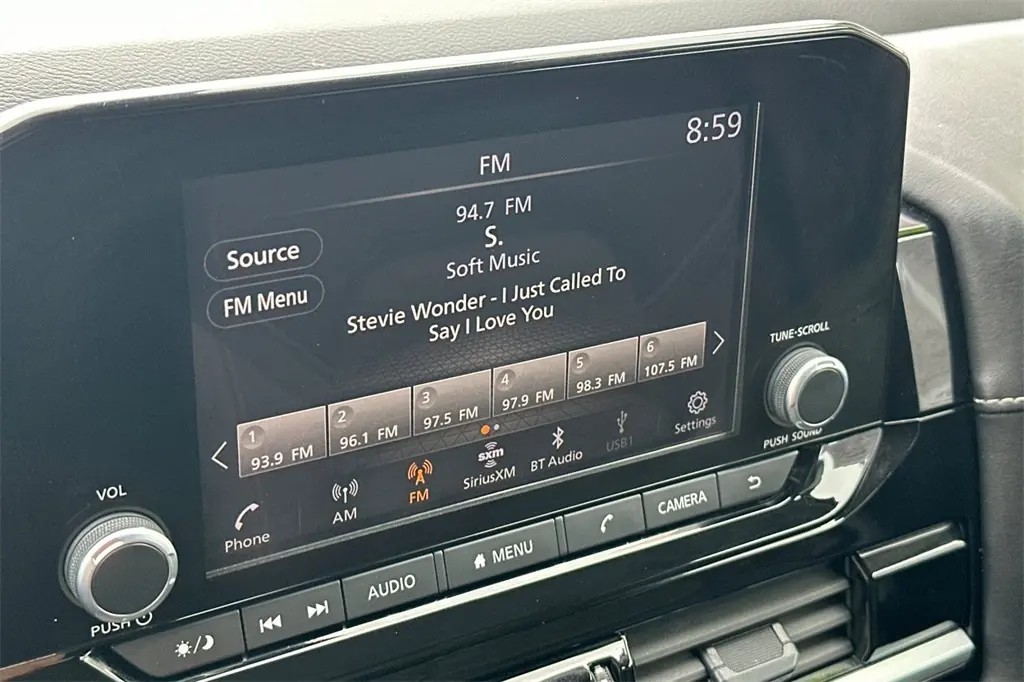 8:59
FM
94.7 FM
S.
Soft Music
Stevie Wonder - I Just Called To
Say I Love You
Source
FM Menu
1 93.9 FM
2 96.1 FM
3 97.5 FM
4 97.9 FM
5 98.3 FM
6 107.5 FM
Phone
AM
FM
sxm
SiriusXM
BT Audio
USB1
Settings
VOL
PUSH
TUNE·SCROLL
PUSH SOUND
AUDIO
MENU
CAMERA